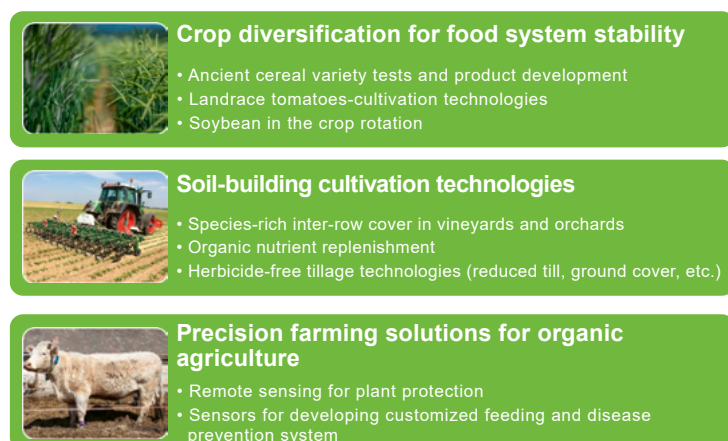 Crop diversification for food system stability
• Ancient cereal variety tests and product development
• Landrace tomatoes-cultivation technologies
• Soybean in the crop rotation
Soil-building cultivation technologies
• Species-rich inter-row cover in vineyards and orchards
• Organic nutrient replenishment
• Herbicide-free tillage technologies (reduced till, ground cover, etc.)
Precision farming solutions for organic
agriculture
• Remote sensing for plant protection
• Sensors for developing customized feeding and disease
prevention system